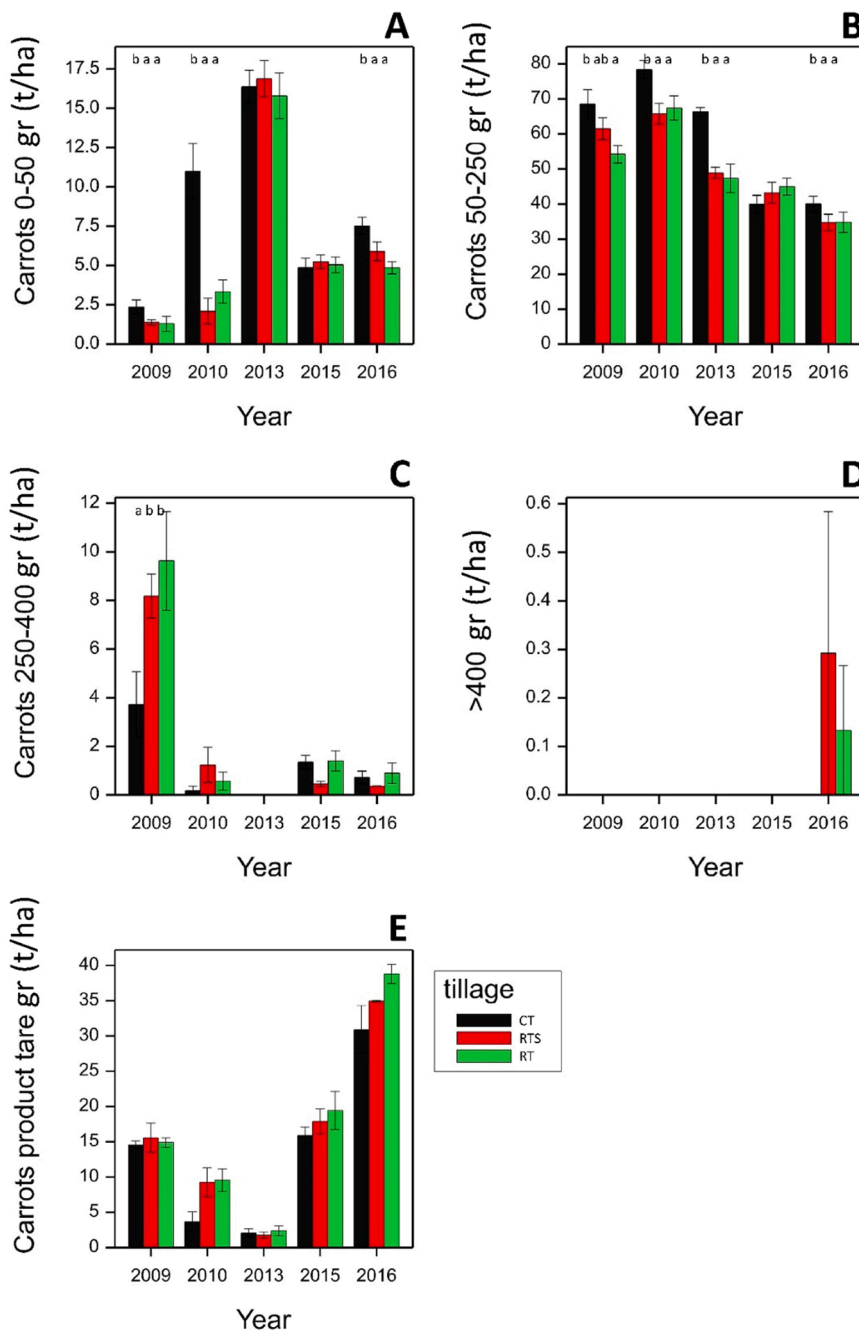 A
Carrots 0-50 gr (t/ha)
17.5
15.0
12.5
10.0
7.5
5.0
2.5
0.0
b a a
b a a
b a a
2009 2010 2013 2015 2016
Year
B
Carrots 50-250 gr (t/ha)
80
70
60
50
40
30
20
10
0
b ab a
b a a
b a a
b a a
2009 2010 2013 2015 2016
Year
C
Carrots 250-400 gr (t/ha)
12
10
8
6
4
2
0
a b b
2009 2010 2013 2015 2016
Year
D
>400 gr (t/ha)
0.6
0.5
0.4
0.3
0.2
0.1
0.0
2009 2010 2013 2015 2016
Year
E
Carrots product tare gr (t/ha)
40
35
30
25
20
15
10
5
0
2009 2010 2013 2015 2016
Year
tillage
CT
RTS
RT